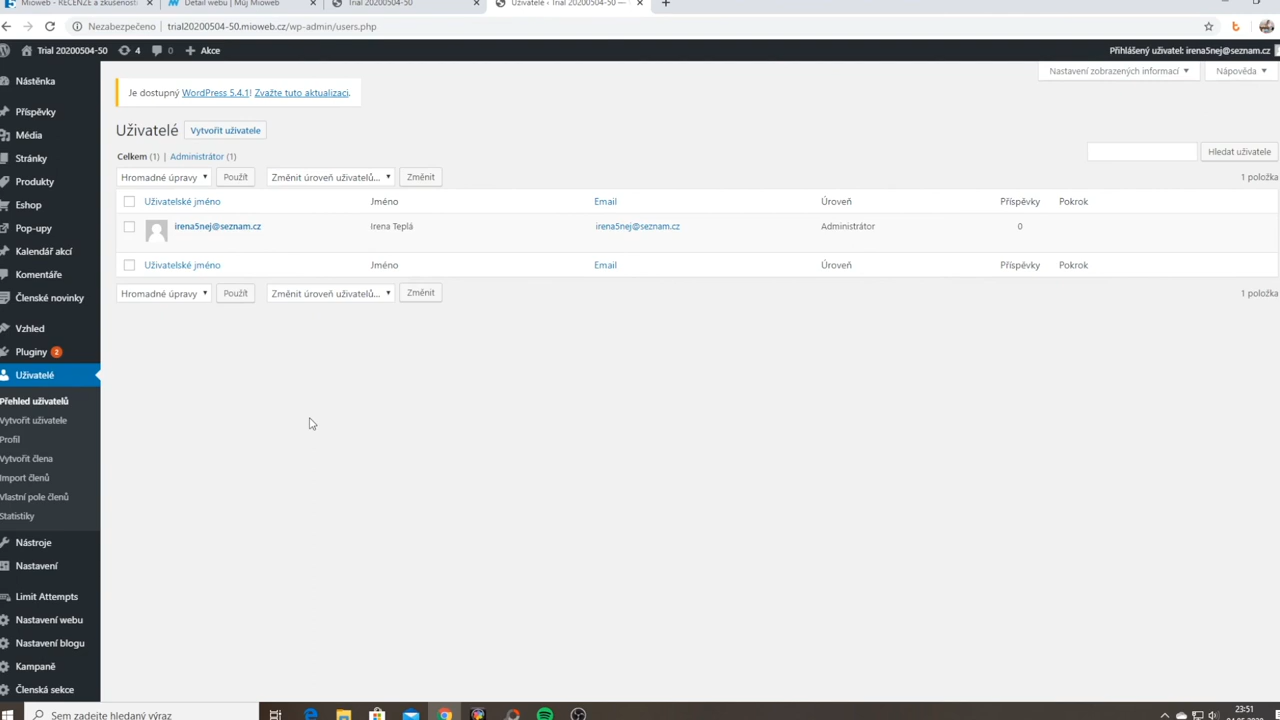 Mioweb - RECENZE a zkušenosti
Detail webu | Můj Mioweb
Trial 20200504-50
Uživatelé ‹ Trial 20200504-50 —
Nezabezpečeno | trial20200504-50.mioweb.cz/wp-admin/users.php
Trial 20200504-50 4 0 + Akce Přihlášený uživatel: irena5nej@seznam.cz
Nastavení zobrazených informací ▼ Nápověda ▼
Nástěnka
Příspěvky
Média
Stránky
Produkty
Eshop
Pop-upy
Kalendář akcí
Komentáře
Členské novinky
Vzhled
Pluginy 2
Uživatelé
Přehled uživatelů
Vytvořit uživatele
Profil
Vytvořit člena
Import členů
Vlastní pole členů
Statistiky
Nástroje
Nastavení
Limit Attempts
Nastavení webu
Nastavení blogu
Kampaně
Členská sekce
Je dostupný WordPress 5.4.1! Zvažte tuto aktualizaci.
Uživatelé Vytvořit uživatele
Celkem (1) | Administrátor (1)
Hledat uživatele
Hromadné úpravy ▼ Použít Změnit úroveň uživatelů... ▼ Změnit 1 položka
Uživatelské jméno Jméno Email Úroveň Příspěvky Pokrok
irena5nej@seznam.cz Irena Teplá irena5nej@seznam.cz Administrátor 0
Uživatelské jméno Jméno Email Úroveň Příspěvky Pokrok
Hromadné úpravy ▼ Použít Změnit úroveň uživatelů... ▼ Změnit 1 položka
Sem zadejte hledaný výraz
23:51